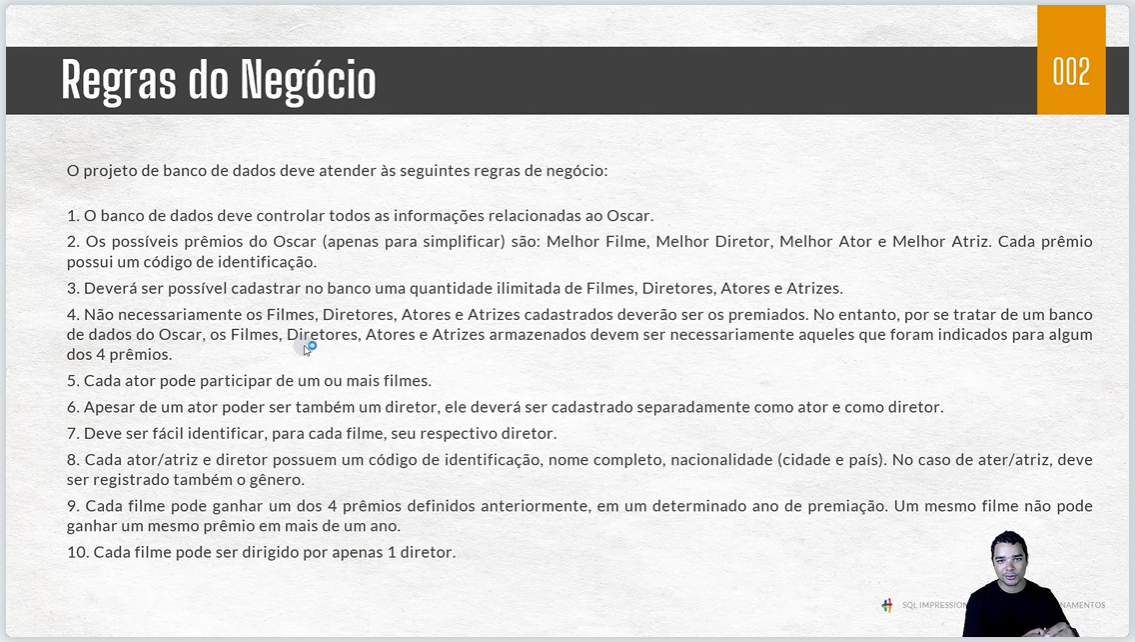 002
Regras do Negócio
O projeto de banco de dados deve atender às seguintes regras de negócio:
1. O banco de dados deve controlar todos as informações relacionadas ao Oscar.
2. Os possíveis prêmios do Oscar (apenas para simplificar) são: Melhor Filme, Melhor Diretor, Melhor Ator e Melhor Atriz. Cada prêmio
possui um código de identificação.
3. Deverá ser possível cadastrar no banco uma quantidade ilimitada de Filmes, Diretores, Atores e Atrizes.
4. Não necessariamente os Filmes, Diretores, Atores e Atrizes cadastrados deverão ser os premiados. No entanto, por se tratar de um banco
de dados do Oscar, os Filmes, Diretores, Atores e Atrizes armazenados devem ser necessariamente aqueles que foram indicados para algum
dos 4 prêmios.
5. Cada ator pode participar de um ou mais filmes.
6. Apesar de um ator poder ser também um diretor, ele deverá ser cadastrado separadamente como ator e como diretor.
7. Deve ser fácil identificar, para cada filme, seu respectivo diretor.
8. Cada ator/atriz e diretor possuem um código de identificação, nome completo, nacionalidade (cidade e país). No caso de ater/atriz, deve
ser registrado também o gênero.
9. Cada filme pode ganhar um dos 4 prêmios definidos anteriormente, em um determinado ano de premiação. Um mesmo filme não pode
ganhar um mesmo prêmio em mais de um ano.
10. Cada filme pode ser dirigido por apenas 1 diretor.
SQL